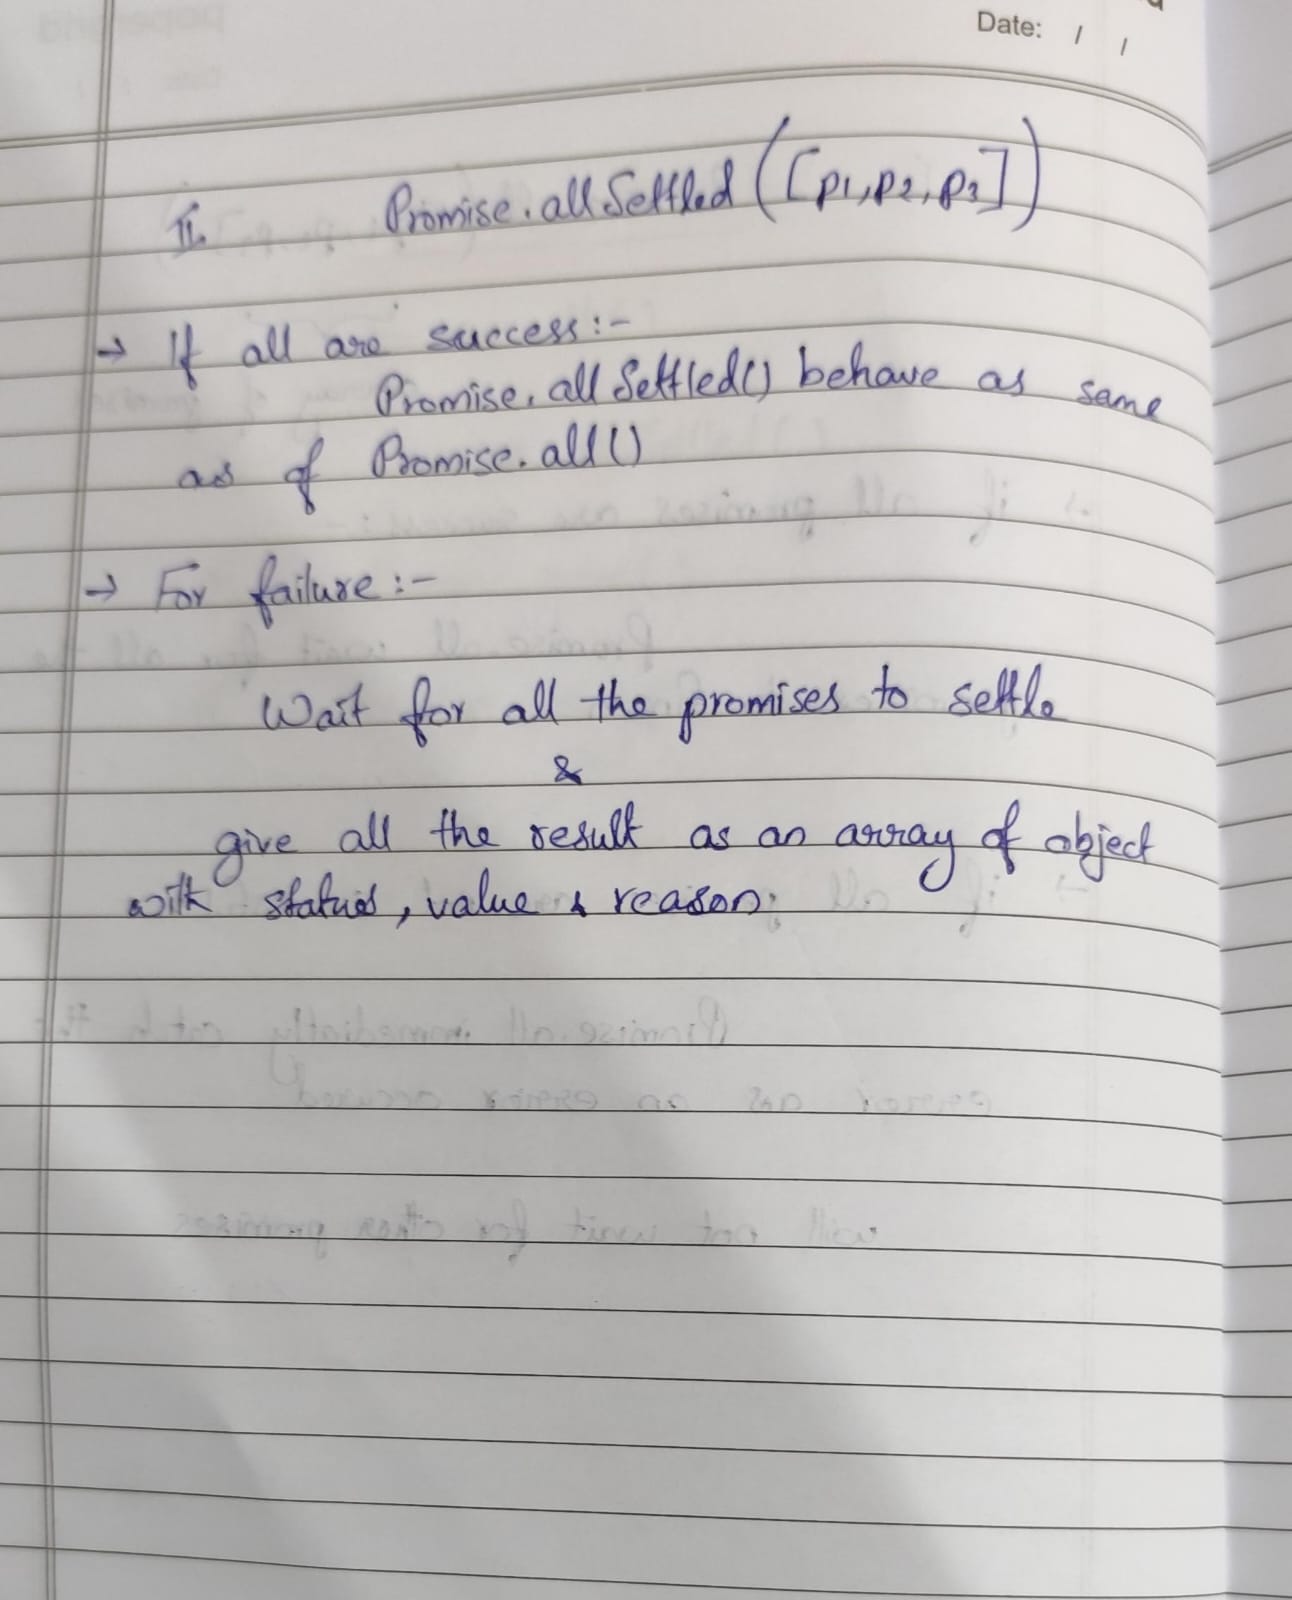 Date: / /
II. Promise.allSettled([p1,p2,p3])
→ If all are success:-
Promise.allSettled() behave as same
as of Promise.all()
→ For failure:-
Wait for all the promises to settle
&
give all the result as an array of object
with status, value & reason.